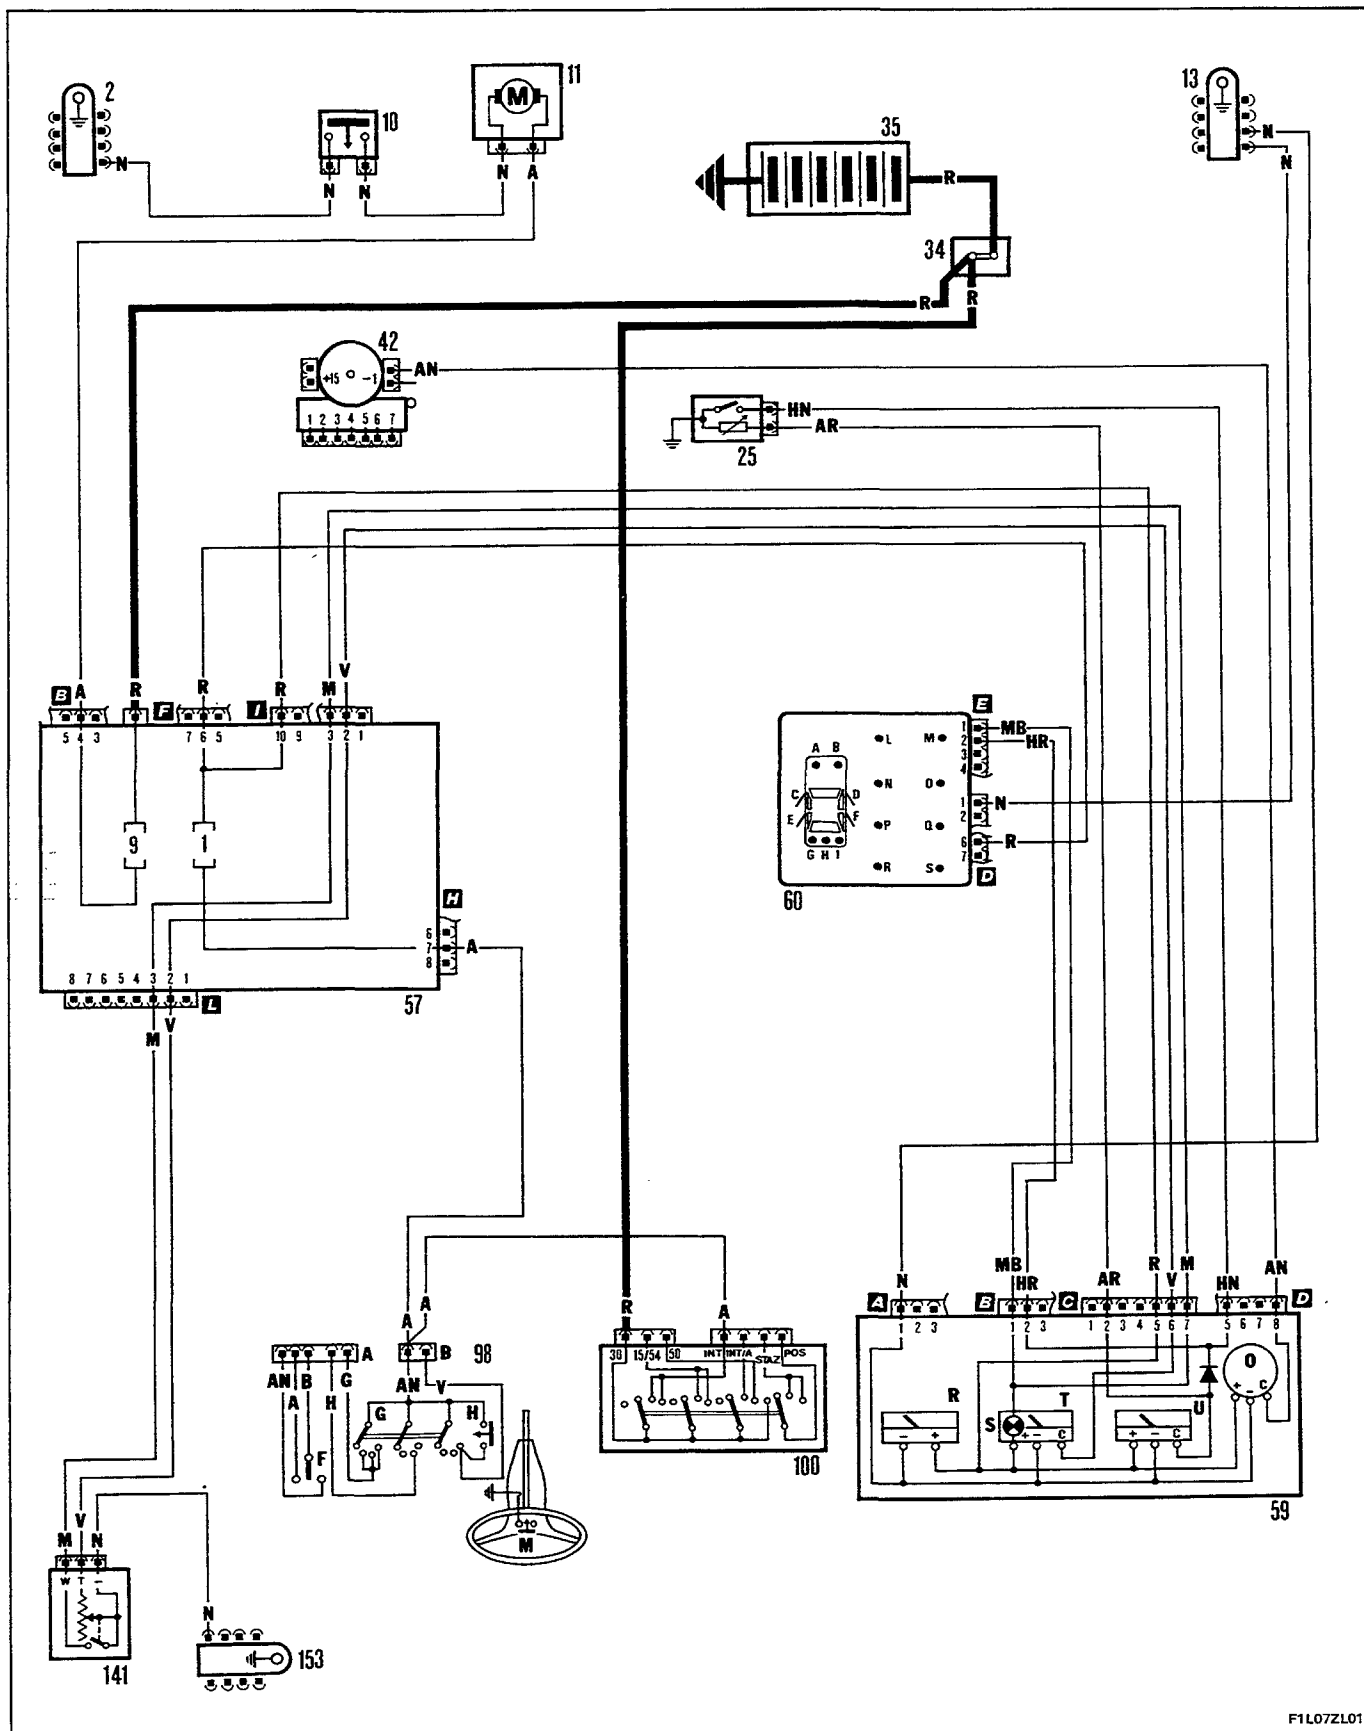 2
10
11
M
13
N
N
N
N
N
A
N
35
R
34
R
R
42
+15
-1
AN
1 2 3 4 5 6 7
HN
AR
25
B A
R
F
R
I
R
M
V
5 4 3
7 6 5
10 9
3 2 1
9
1
H
6
7
8
A
8 7 6 5 4 3 2 1
L
57
M
V
E
1
2
3
4
MB
HR
1
2
N
6
7
R
D
A B
C D
E F
G H I
L M
N O
P Q
R S
60
A
A
R
A
A
B
98
AN
A
B
H
G
F
AN V
G
H
M
30 15/54 50
INT INT/A STAZ POS
100
N
MB
HR
AR
R
V
M
HN
AN
A
B
C
D
1 2 3
1 2 3
1 2 3 4 5 6 7
5 6 7 8
R
- +
S
T
+ - C
U
+ - C
O
+ - C
59
M
V
N
W T -
141
N
153
F1L07ZL01